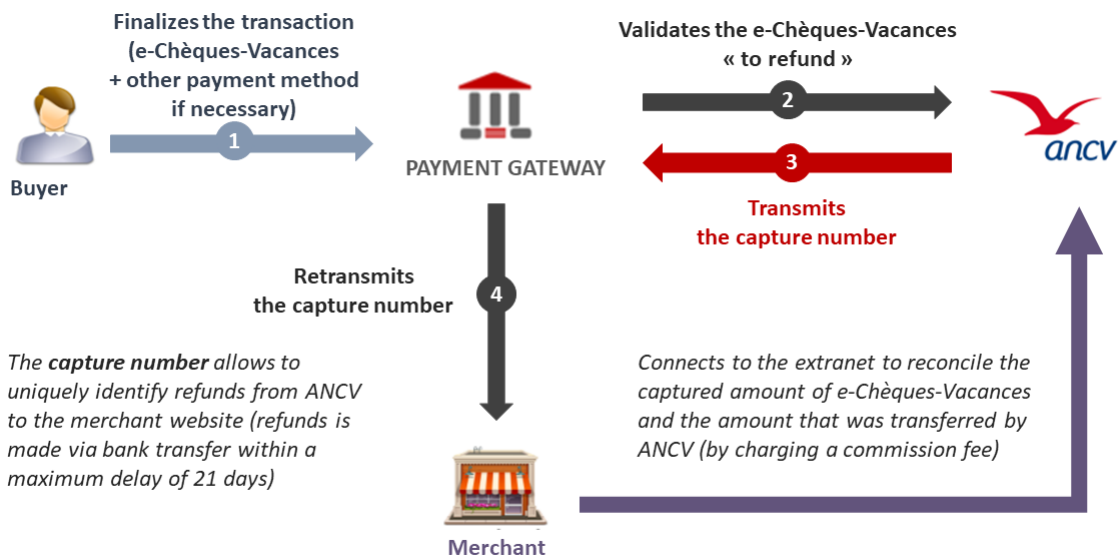 Finalizes the transaction
(e-Chèques-Vacances
+ other payment method
if necessary)
1
Buyer
PAYMENT GATEWAY
Validates the e-Chèques-Vacances
« to refund »
2
3
ancv
Transmits
the capture number
Retransmits
the capture number
4
The capture number allows to
uniquely identify refunds from ANCV
to the merchant website (refunds is
made via bank transfer within a
maximum delay of 21 days)
Connects to the extranet to reconcile the
captured amount of e-Chèques-Vacances
and the amount that was transferred by
ANCV (by charging a commission fee)
Merchant